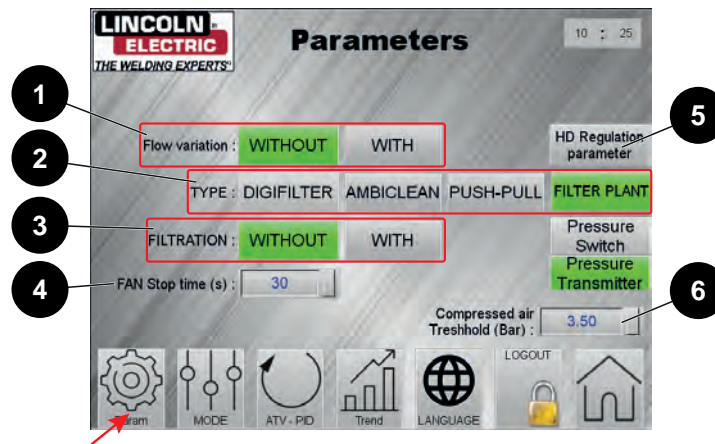 LINCOLN
ELECTRIC
THE WELDING EXPERTS®
Parameters
10 : 25
1
Flow variation : WITHOUT WITH
HD Regulation
parameter
5
2
TYPE : DIGIFILTER AMBICLEAN PUSH-PULL FILTER PLANT
3
FILTRATION : WITHOUT WITH
Pressure
Switch
4
FAN Stop time (s) : 30
Pressure
Transmitter
6
Compressed air
Treshhold (Bar) : 3.50
Param
MODE
ATV - PID
Trend
LANGUAGE
LOGOUT